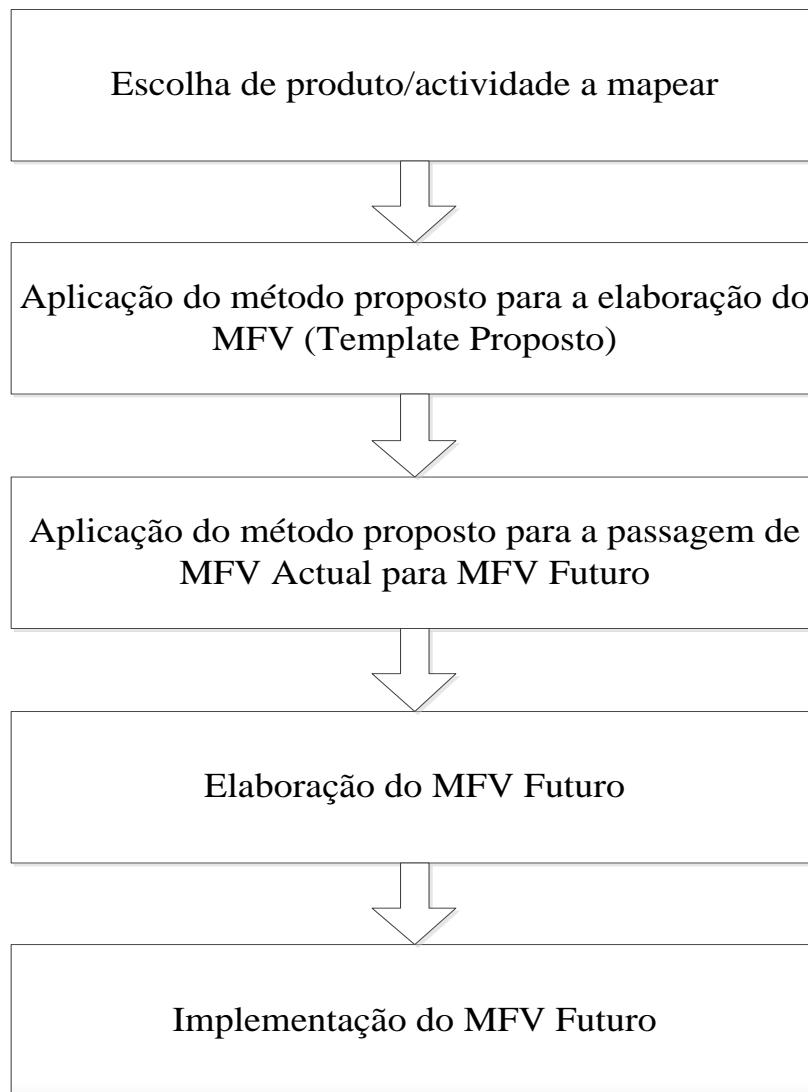 Escolha de produto/actividade a mapear
Aplicação do método proposto para a elaboração do
MFV (Template Proposto)
Aplicação do método proposto para a passagem de
MFV Actual para MFV Futuro
Elaboração do MFV Futuro
Implementação do MFV Futuro